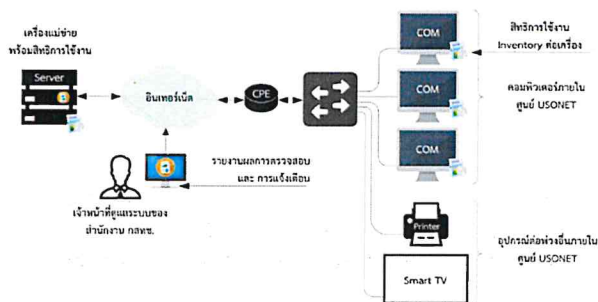 เครื่องแม่ข่าย
พร้อมสิทธิการใช้งาน
Server
อินเทอร์เน็ต
CPE
COM
COM
COM
สิทธิการใช้งาน
Inventory ต่อเครื่อง
คอมพิวเตอร์ภายใน
ศูนย์ USONET
รายงานผลการตรวจสอบ
และ การแจ้งเตือน
เจ้าหน้าที่ดูแลระบบของ
สำนักงาน กสทช.
Printer
Smart TV
อุปกรณ์ต่อพ่วงอื่นภายใน
ศูนย์ USONET